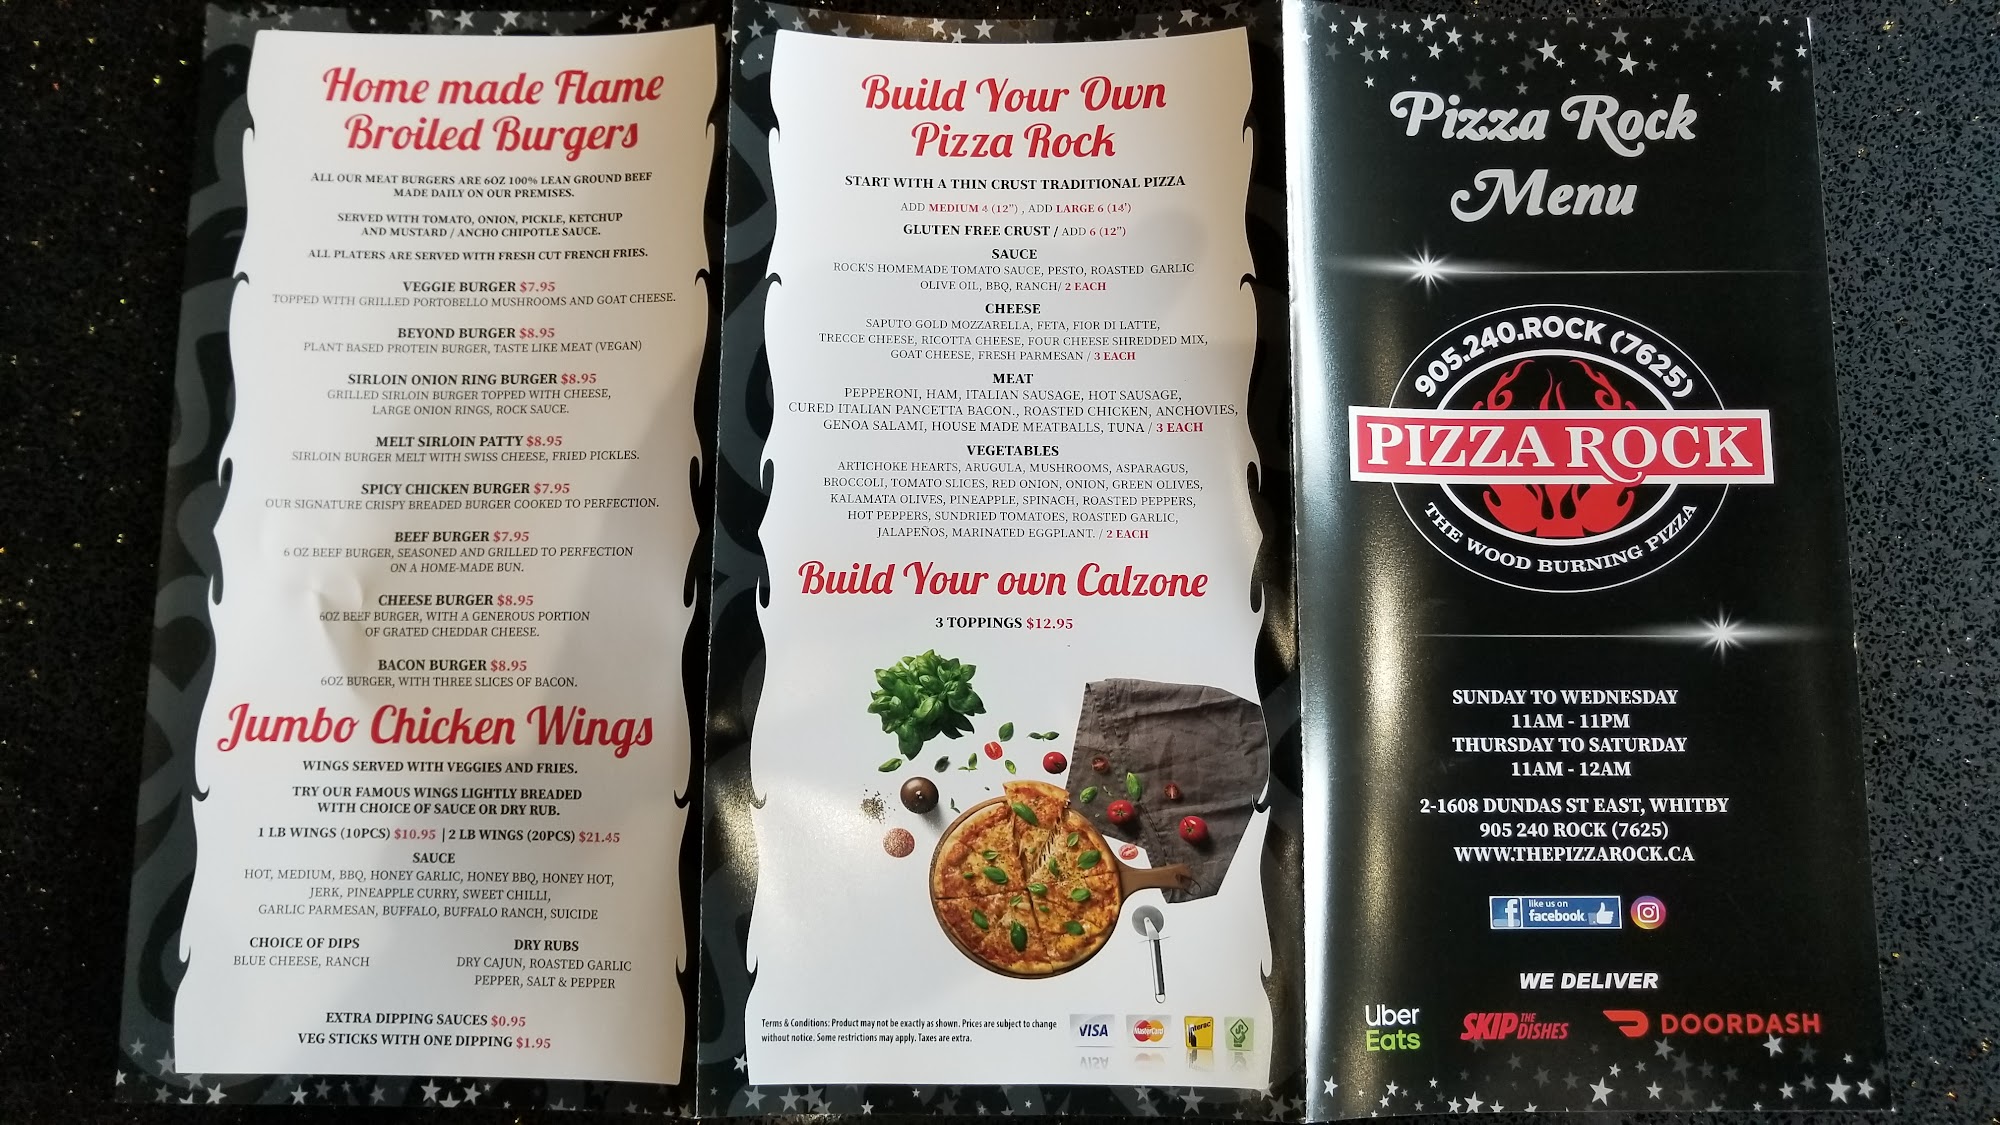 Home made Flame
Broiled Burgers
ALL OUR MEAT BURGERS ARE 6OZ 100% LEAN GROUND BEEF
MADE DAILY ON OUR PREMISES.
SERVED WITH TOMATO, ONION, PICKLE, KETCHUP
AND MUSTARD / ANCHO CHIPOTLE SAUCE.
ALL PLATERS ARE SERVED WITH FRESH CUT FRENCH FRIES.
VEGGIE BURGER $7.95
TOPPED WITH GRILLED PORTOBELLO MUSHROOMS AND GOAT CHEESE.
BEYOND BURGER $8.95
PLANT BASED PROTEIN BURGER, TASTE LIKE MEAT (VEGAN)
SIRLOIN ONION RING BURGER $8.95
GRILLED SIRLOIN BURGER TOPPED WITH CHEESE,
LARGE ONION RINGS, ROCK SAUCE.
MELT SIRLOIN PATTY $8.95
SIRLOIN BURGER MELT WITH SWISS CHEESE, FRIED PICKLES.
SPICY CHICKEN BURGER $7.95
OUR SIGNATURE CRISPY BREADED BURGER COOKED TO PERFECTION.
BEEF BURGER $7.95
6 OZ BEEF BURGER, SEASONED AND GRILLED TO PERFECTION
ON A HOME-MADE BUN.
CHEESE BURGER $8.95
6OZ BEEF BURGER, WITH A GENEROUS PORTION
OF GRATED CHEDDAR CHEESE.
BACON BURGER $8.95
6OZ BURGER, WITH THREE SLICES OF BACON.
Jumbo Chicken Wings
WINGS SERVED WITH VEGGIES AND FRIES.
TRY OUR FAMOUS WINGS LIGHTLY BREADED
WITH CHOICE OF SAUCE OR DRY RUB.
1 LB WINGS (10PCS) $10.95 | 2 LB WINGS (20PCS) $21.45
SAUCE
HOT, MEDIUM, BBQ, HONEY GARLIC, HONEY BBQ, HONEY HOT,
JERK, PINEAPPLE CURRY, SWEET CHILLI,
GARLIC PARMESAN, BUFFALO, BUFFALO RANCH, SUICIDE
CHOICE OF DIPS
BLUE CHEESE, RANCH
DRY RUBS
DRY CAJUN, ROASTED GARLIC
PEPPER, SALT & PEPPER
EXTRA DIPPING SAUCES $0.95
VEG STICKS WITH ONE DIPPING $1.95
Build Your Own
Pizza Rock
START WITH A THIN CRUST TRADITIONAL PIZZA
ADD MEDIUM 4 (12") , ADD LARGE 6 (14')
GLUTEN FREE CRUST / ADD 6 (12")
SAUCE
ROCK'S HOMEMADE TOMATO SAUCE, PESTO, ROASTED GARLIC
OLIVE OIL, BBQ, RANCH/ 2 EACH
CHEESE
SAPUTO GOLD MOZZARELLA, FETA, FIOR DI LATTE,
TRECCE CHEESE, RICOTTA CHEESE, FOUR CHEESE SHREDDED MIX,
GOAT CHEESE, FRESH PARMESAN / 3 EACH
MEAT
PEPPERONI, HAM, ITALIAN SAUSAGE, HOT SAUSAGE,
CURED ITALIAN PANCETTA BACON., ROASTED CHICKEN, ANCHOVIES,
GENOA SALAMI, HOUSE MADE MEATBALLS, TUNA / 3 EACH
VEGETABLES
ARTICHOKE HEARTS, ARUGULA, MUSHROOMS, ASPARAGUS,
BROCCOLI, TOMATO SLICES, RED ONION, ONION, GREEN OLIVES,
KALAMATA OLIVES, PINEAPPLE, SPINACH, ROASTED PEPPERS,
HOT PEPPERS, SUNDRIED TOMATOES, ROASTED GARLIC,
JALAPEÑOS, MARINATED EGGPLANT. / 2 EACH
Build Your own Calzone
3 TOPPINGS $12.95
Terms & Conditions: Product may not be exactly as shown. Prices are subject to change
without notice. Some restrictions may apply. Taxes are extra.
VISA
MasterCard
Interac
Pizza Rock
Menu
905.240.ROCK (7625)
PIZZA ROCK
THE WOOD BURNING PIZZA
SUNDAY TO WEDNESDAY
11AM - 11PM
THURSDAY TO SATURDAY
11AM - 12AM
2-1608 DUNDAS ST EAST, WHITBY
905 240 ROCK (7625)
WWW.THEPIZZAROCK.CA
like us on
facebook
WE DELIVER
Uber
Eats
SKIP THE DISHES
DOORDASH